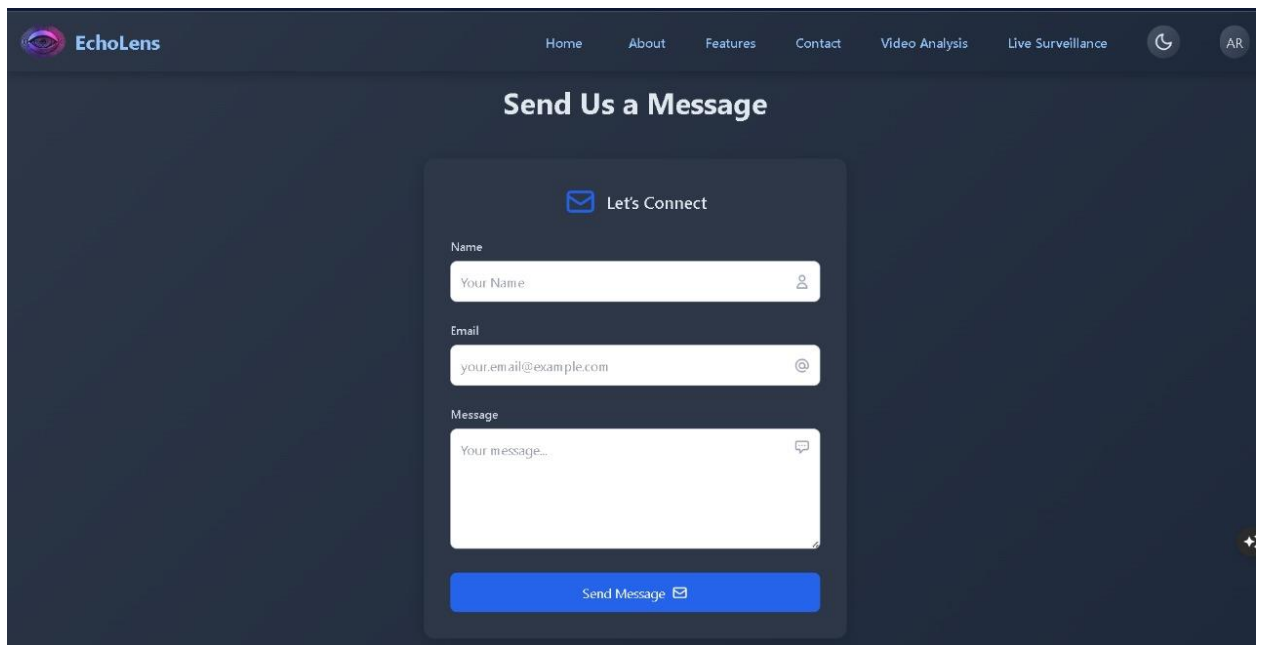 EchoLens
Home About Features Contact Video Analysis Live Surveillance AR
Send Us a Message
Let's Connect
Name
Your Name
Email
your.email@example.com
Message
Your message...
Send Message